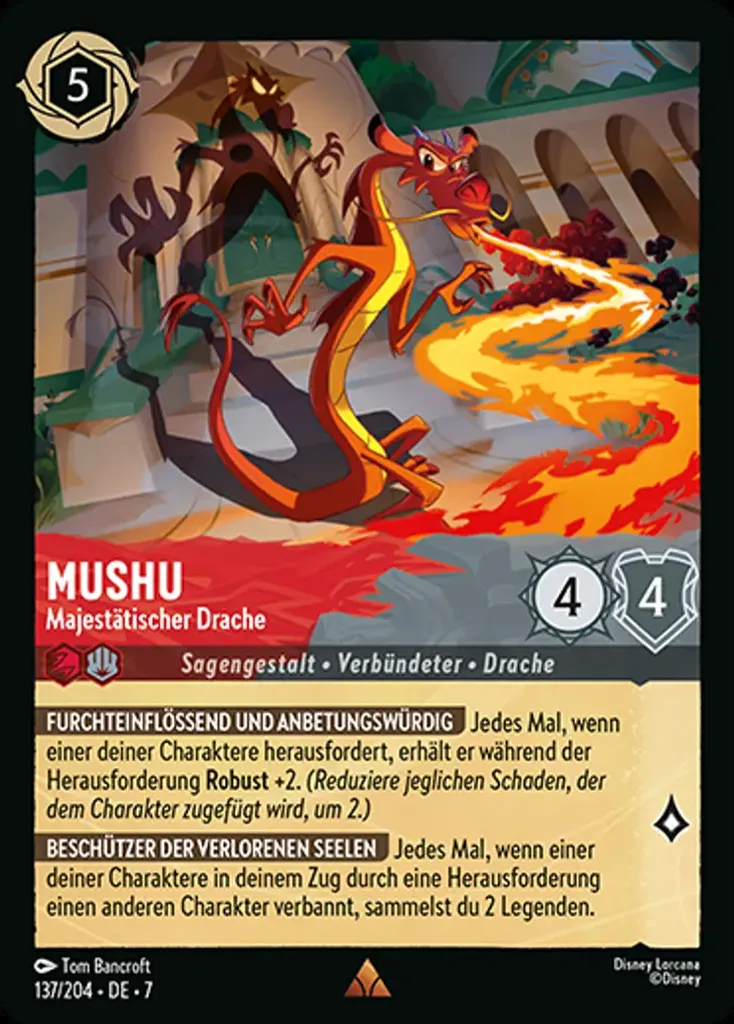 5
MUSHU
Majestätischer Drache
4
4
Sagengestalt • Verbündeter • Drache
FURCHTEINFLÖSSEND UND ANBETUNGSWÜRDIG Jedes Mal, wenn
einer deiner Charaktere herausfordert, erhält er während der
Herausforderung Robust +2. (Reduziere jeglichen Schaden, der
dem Charakter zugefügt wird, um 2.)
BESCHÜTZER DER VERLORENEN SEELEN Jedes Mal, wenn einer
deiner Charaktere in deinem Zug durch eine Herausforderung
einen anderen Charakter verbannt, sammelst du 2 Legenden.
Tom Bancroft
137/204 • DE • 7
Disney Lorcana
©Disney